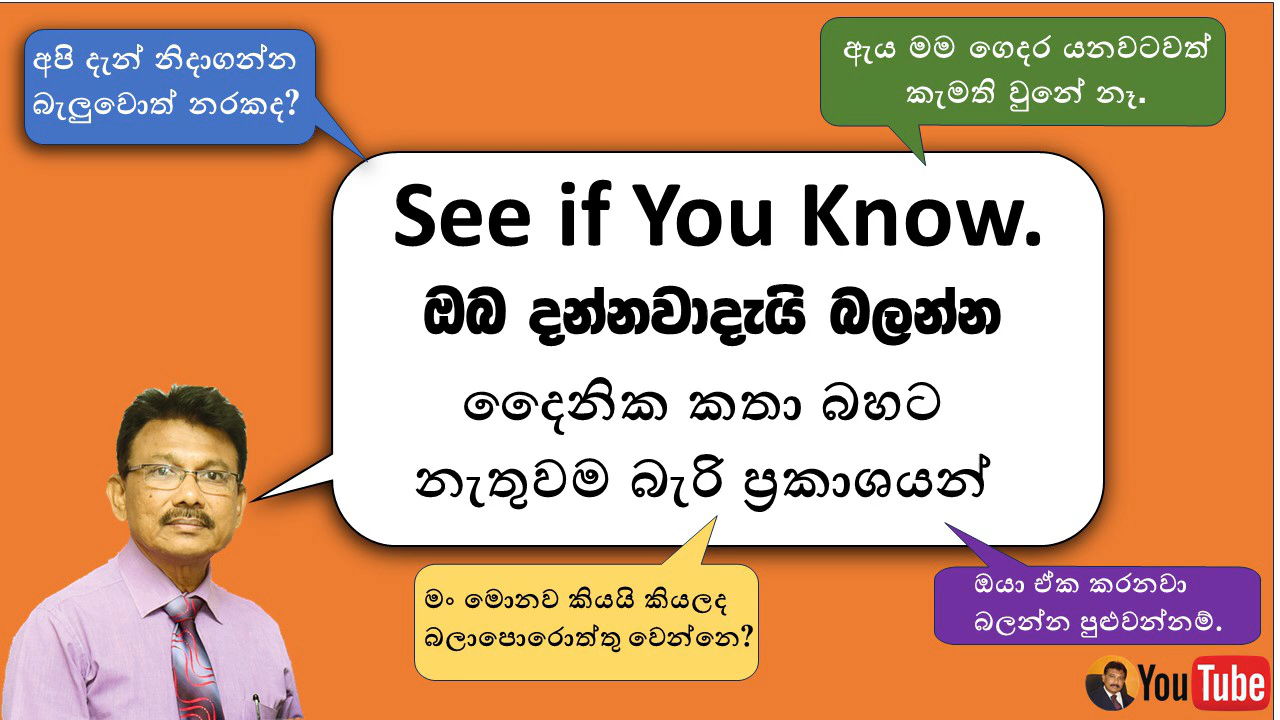 අපි දැන් නිදාගන්න
බැලුවොත් නරකද?
ඇය මම ගෙදර යනවටවත්
කැමති වුනේ නෑ.
See if You Know.
ඔබ දන්නවාදැයි බලන්න
දෛනික කතා බහට
නැතුවම බැරි ප්‍රකාශයන්
මං මොනව කියයි කියලද
බලාපොරොත්තු වෙන්නෙ?
ඔයා ඒක කරනවා
බලන්න පුළුවන්නම්.
YouTube